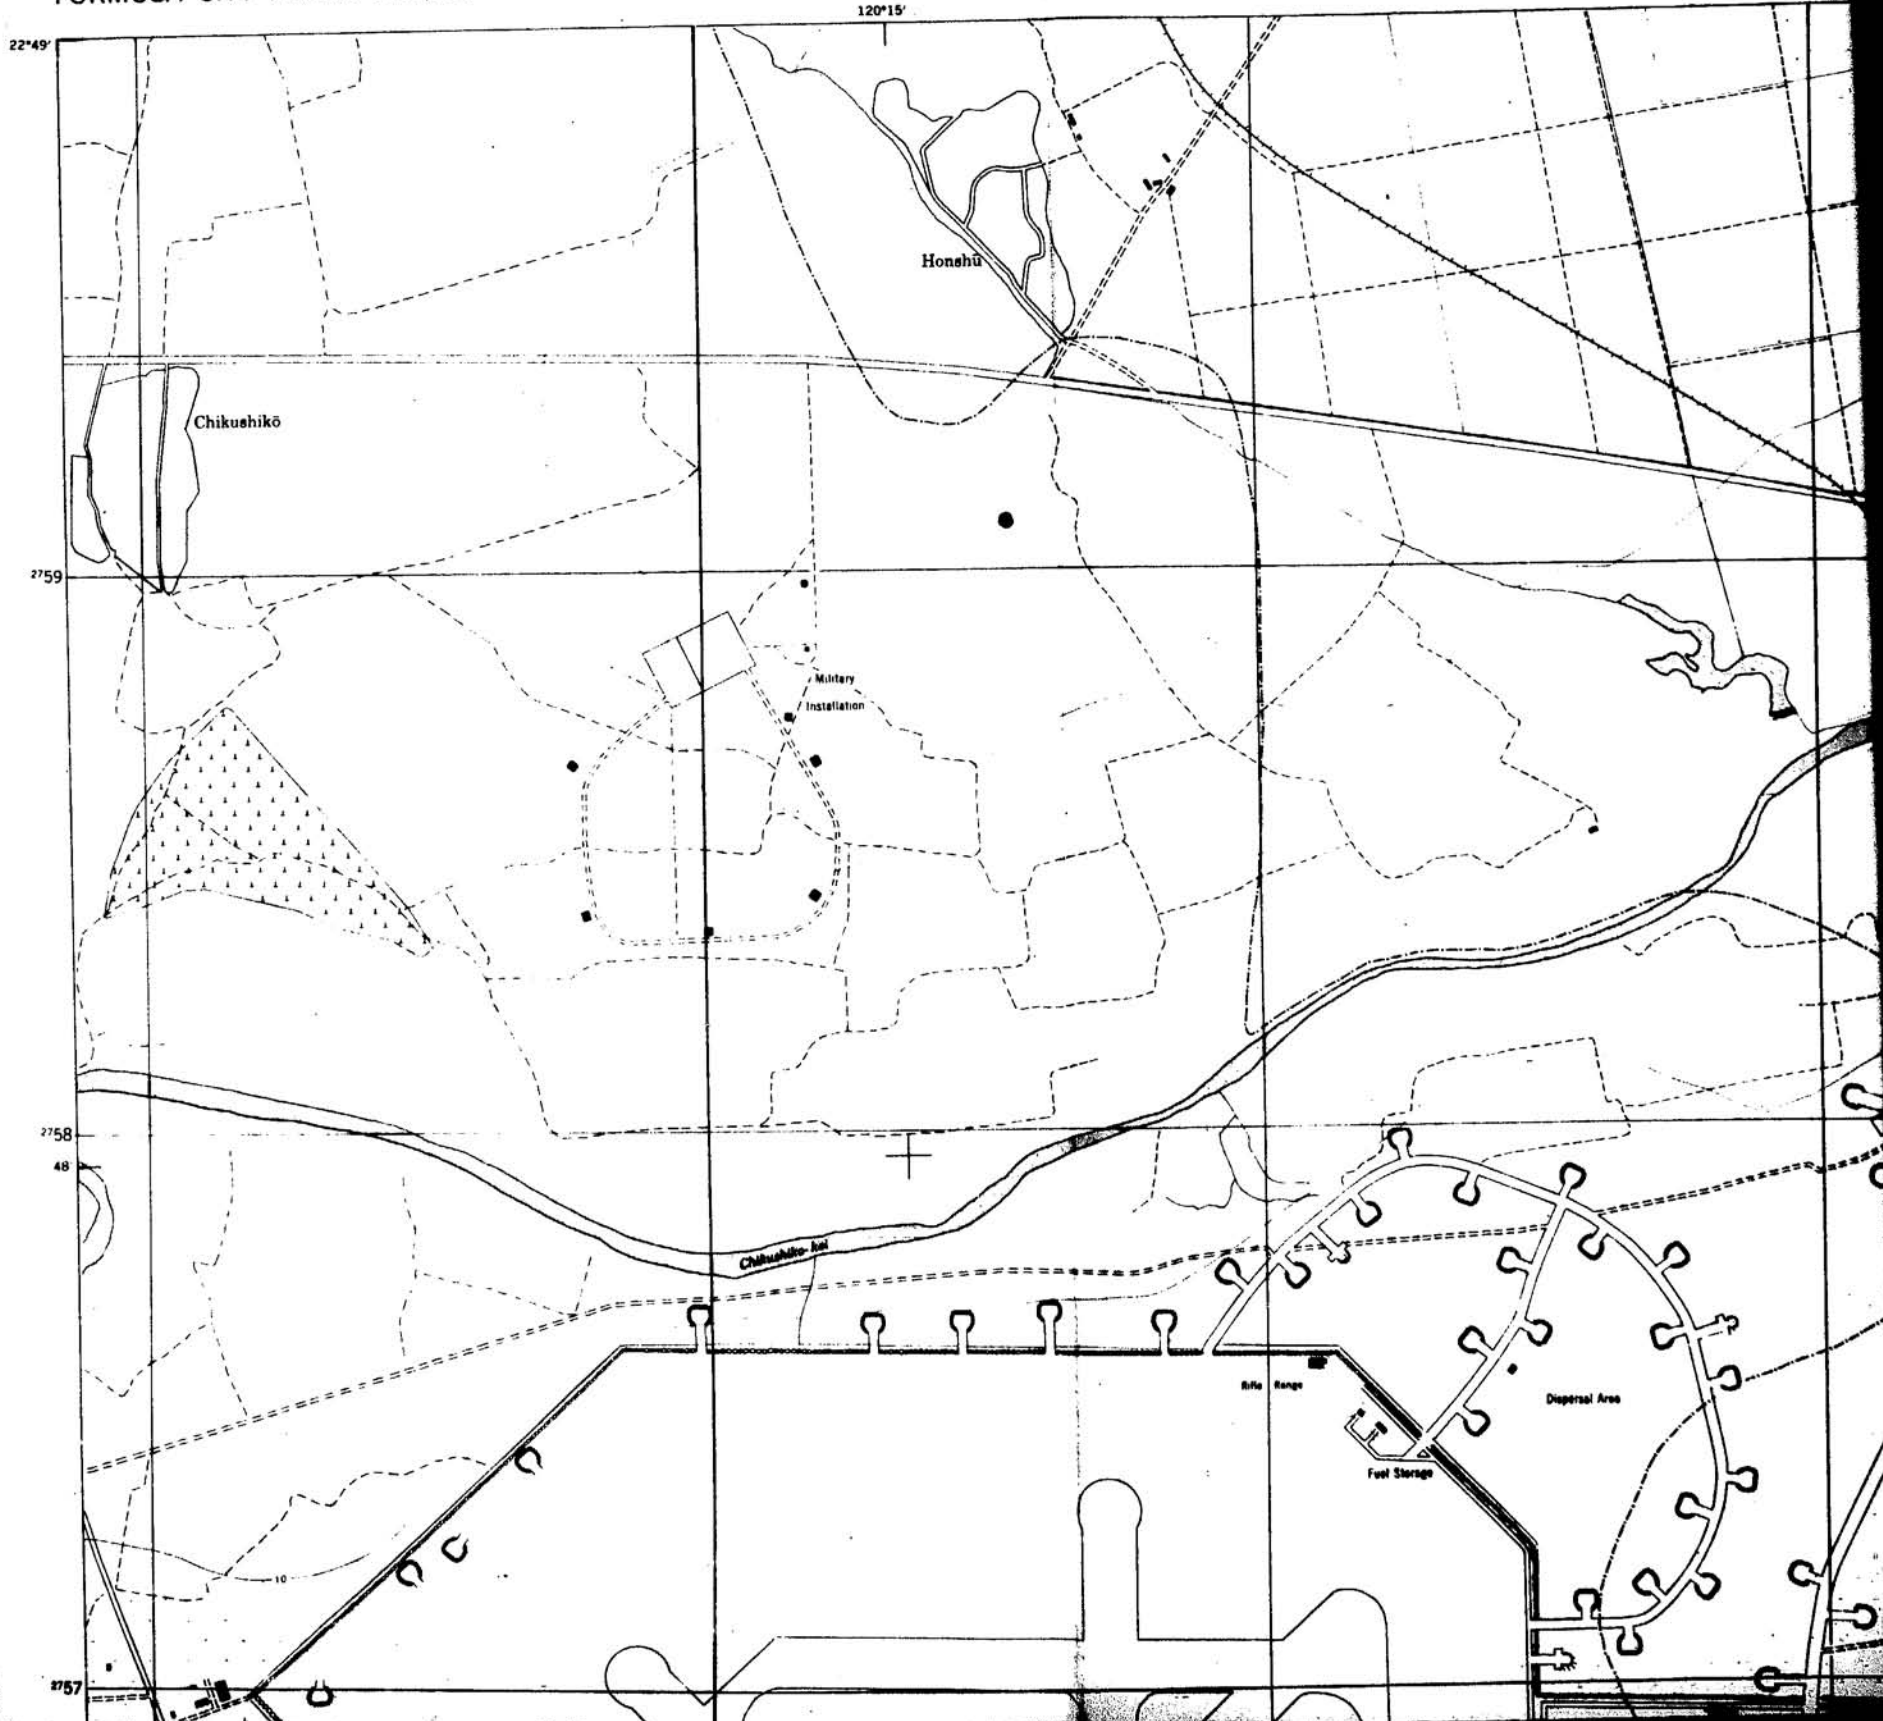 120°15′
22°49′
Honshū
Chikushikō
2759
Military
Installation
2758
48
Chikushiko-kei
Rifle Range
Dispersal Area
Fuel Storage
10
2757